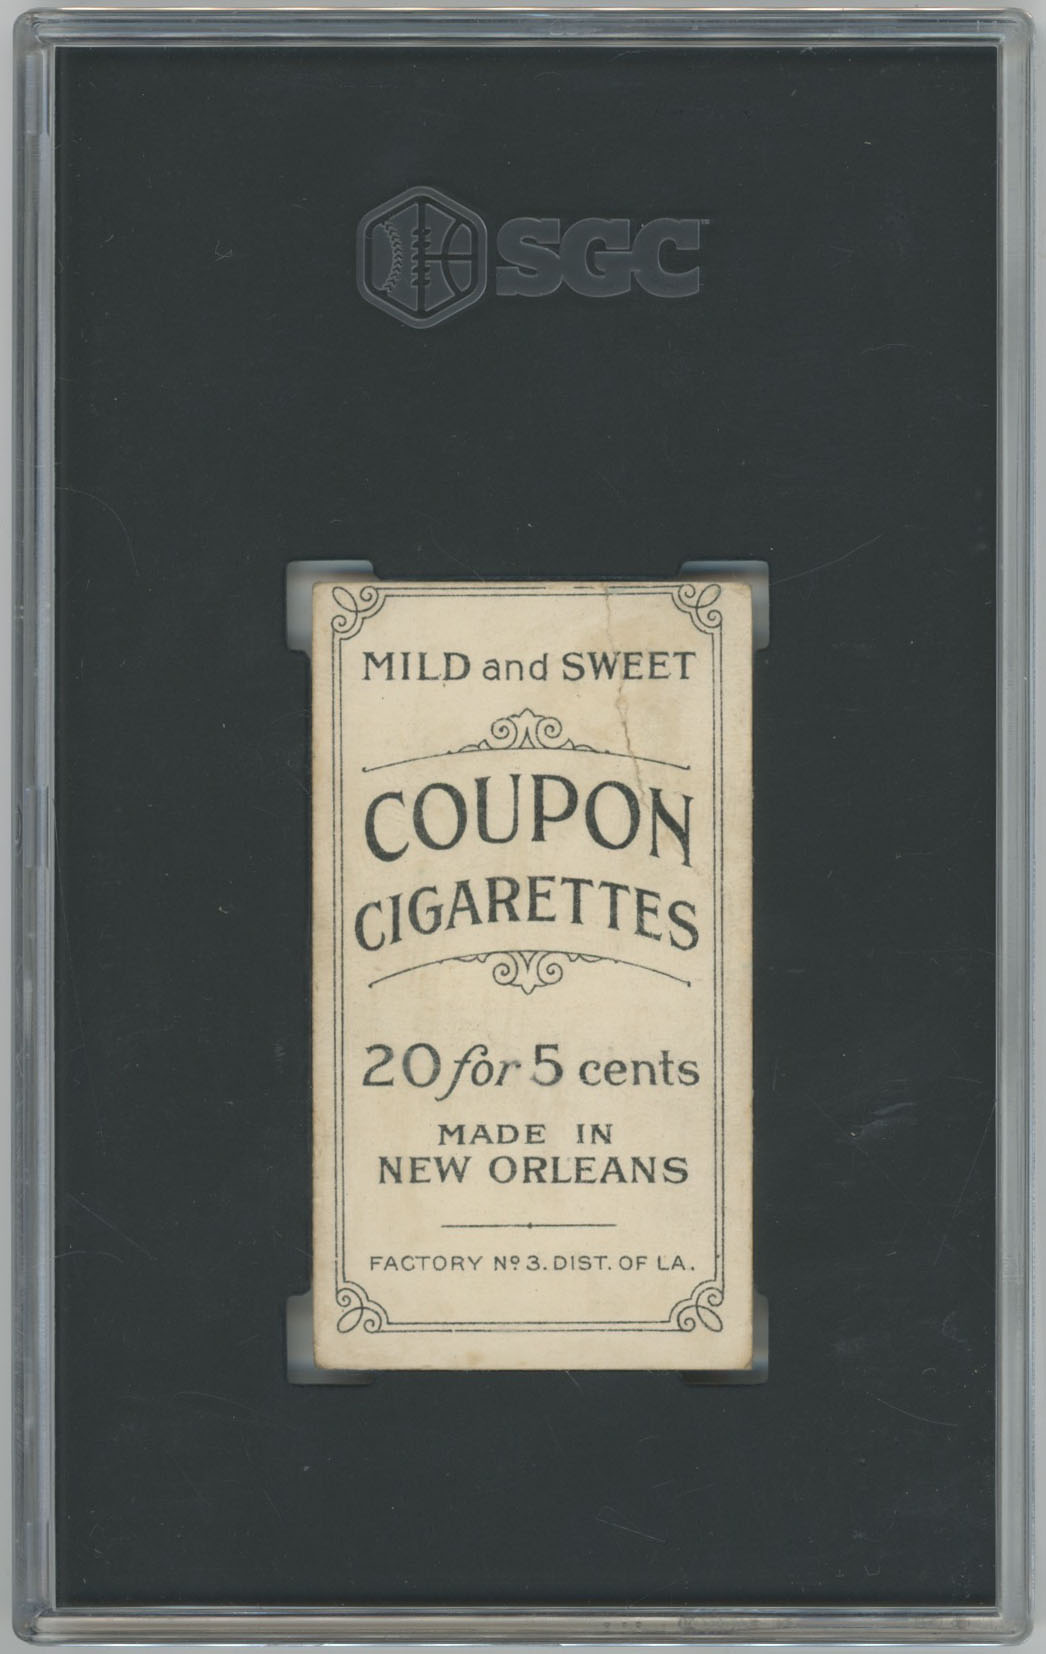 SGC™
MILD and SWEET
COUPON
CIGARETTES
20 for 5 cents
MADE IN
NEW ORLEANS
FACTORY Nº 3. DIST. OF LA.